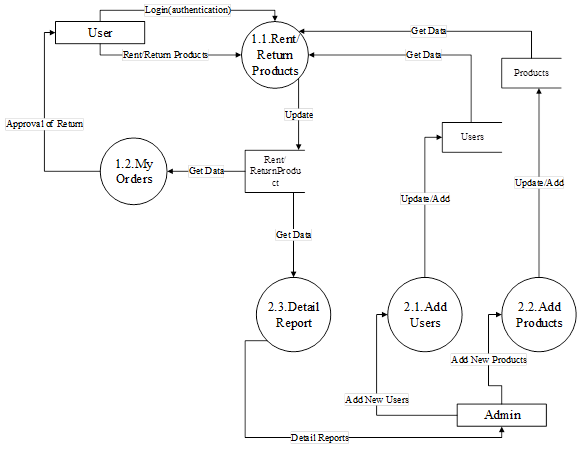 Login(authentication)
User
1.1.Rent/
Return
Products
Get Data
Rent/Return Products
Get Data
Products
Update
Approval of Return
Users
1.2.My
Orders
Get Data
Rent/
ReturnProdu
ct
Update/Add
Update/Add
Get Data
2.3.Detail
Report
2.1.Add
Users
2.2.Add
Products
Add New Products
Add New Users
Admin
Detail Reports